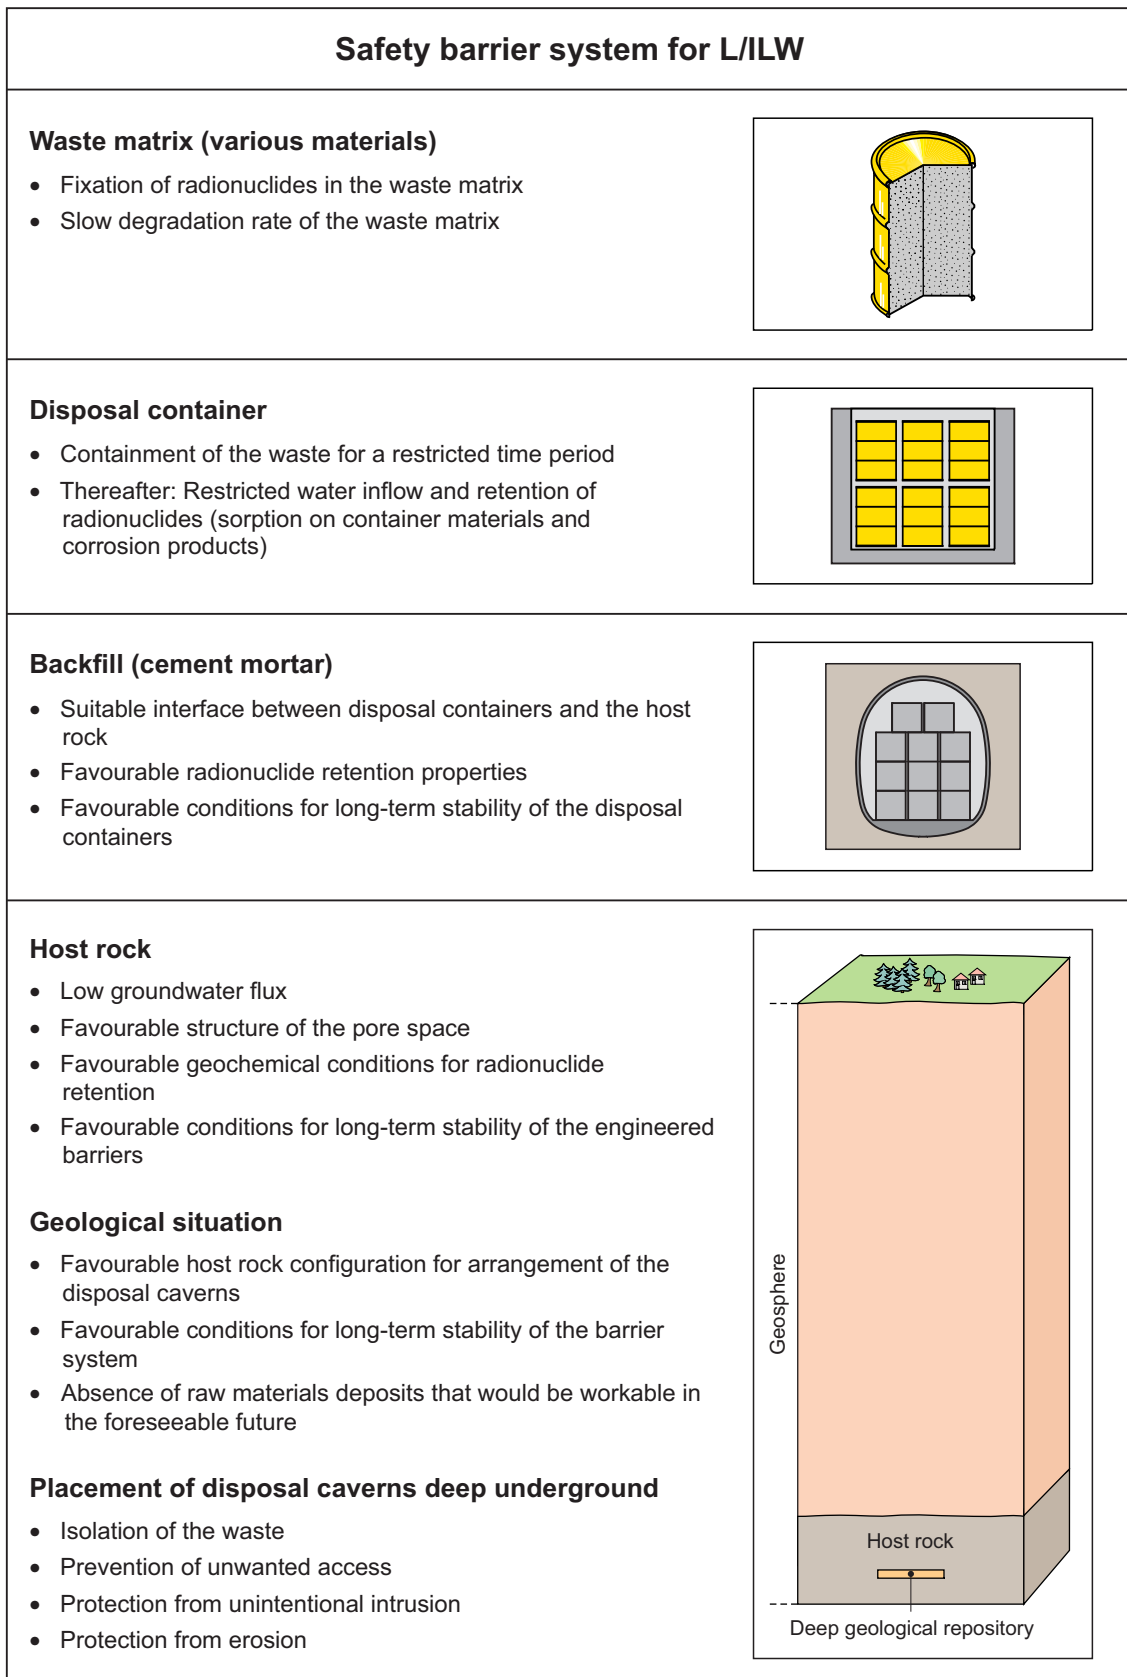 Safety barrier system for L/ILW
Waste matrix (various materials)
• Fixation of radionuclides in the waste matrix
• Slow degradation rate of the waste matrix
Disposal container
• Containment of the waste for a restricted time period
• Thereafter: Restricted water inflow and retention of
radionuclides (sorption on container materials and
corrosion products)
Backfill (cement mortar)
• Suitable interface between disposal containers and the host
rock
• Favourable radionuclide retention properties
• Favourable conditions for long-term stability of the disposal
containers
Host rock
• Low groundwater flux
• Favourable structure of the pore space
• Favourable geochemical conditions for radionuclide
retention
• Favourable conditions for long-term stability of the engineered
barriers
Geological situation
• Favourable host rock configuration for arrangement of the
disposal caverns
• Favourable conditions for long-term stability of the barrier
system
• Absence of raw materials deposits that would be workable in
the foreseeable future
Placement of disposal caverns deep underground
• Isolation of the waste
• Prevention of unwanted access
• Protection from unintentional intrusion
• Protection from erosion
Geosphere
Host rock
Deep geological repository